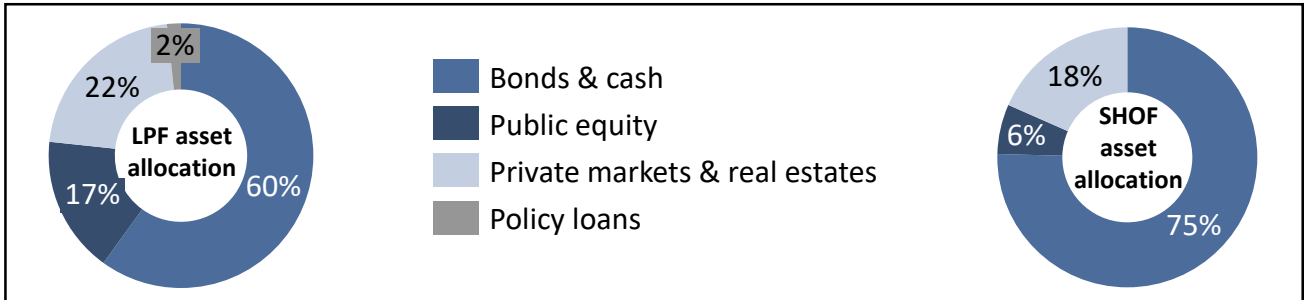 2%
22%
LPF asset
allocation
17%
60%
Bonds & cash
Public equity
Private markets & real estates
Policy loans
18%
6%
SHOF
asset
allocation
75%